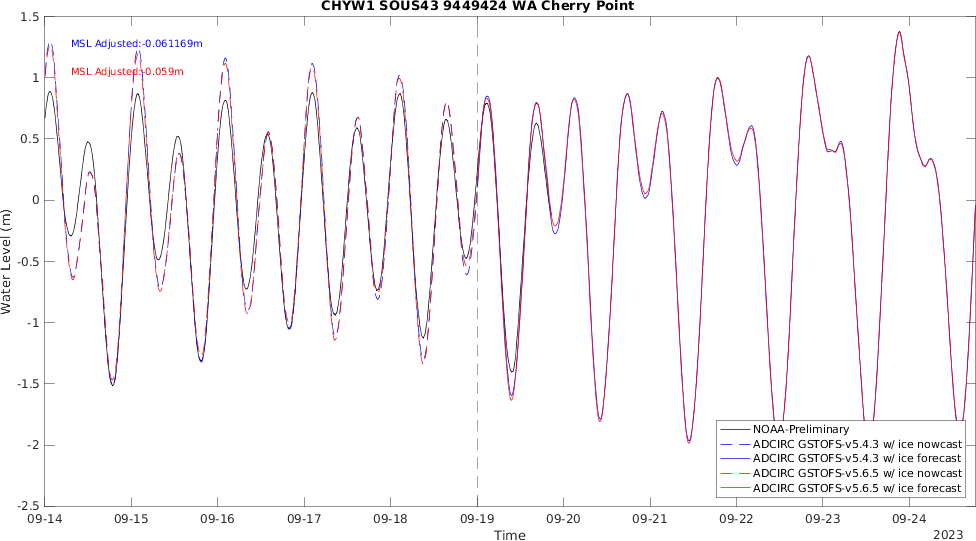 CHYW1 SOUS43 9449424 WA Cherry Point
MSL Adjusted:-0.061169m
MSL Adjusted:-0.059m
1.5
1
0.5
0
-0.5
-1
-1.5
-2
-2.5
Water Level (m)
NOAA-Preliminary
ADCIRC GSTOFS-v5.4.3 w/ ice nowcast
ADCIRC GSTOFS-v5.4.3 w/ ice forecast
ADCIRC GSTOFS-v5.6.5 w/ ice nowcast
ADCIRC GSTOFS-v5.6.5 w/ ice forecast
09-14 09-15 09-16 09-17 09-18 09-19 09-20 09-21 09-22 09-23 09-24
Time
2023